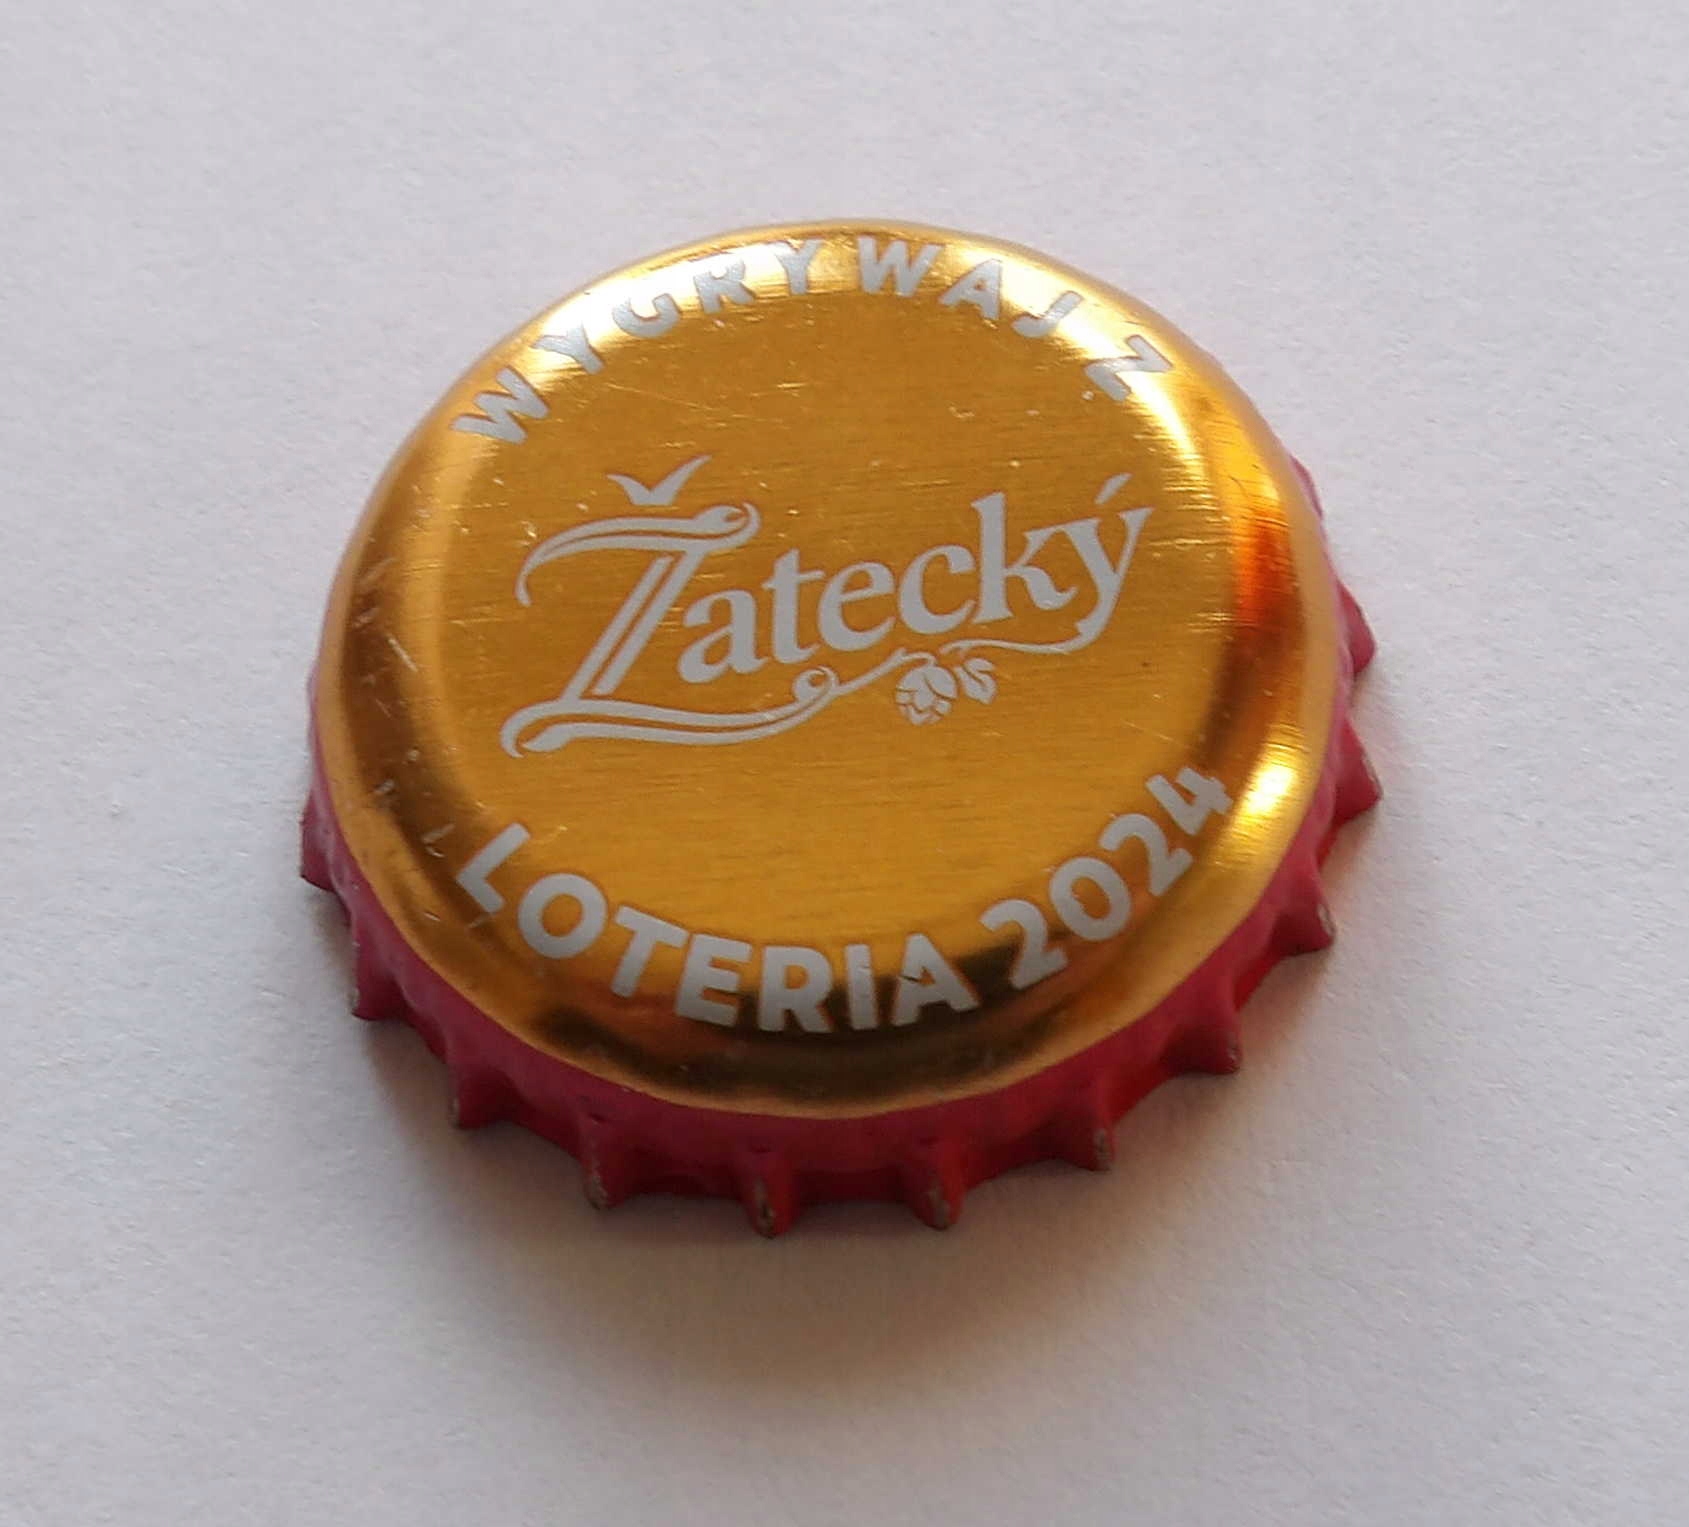 WYGRYWAJ Z
Žatecký
LOTERIA 2024